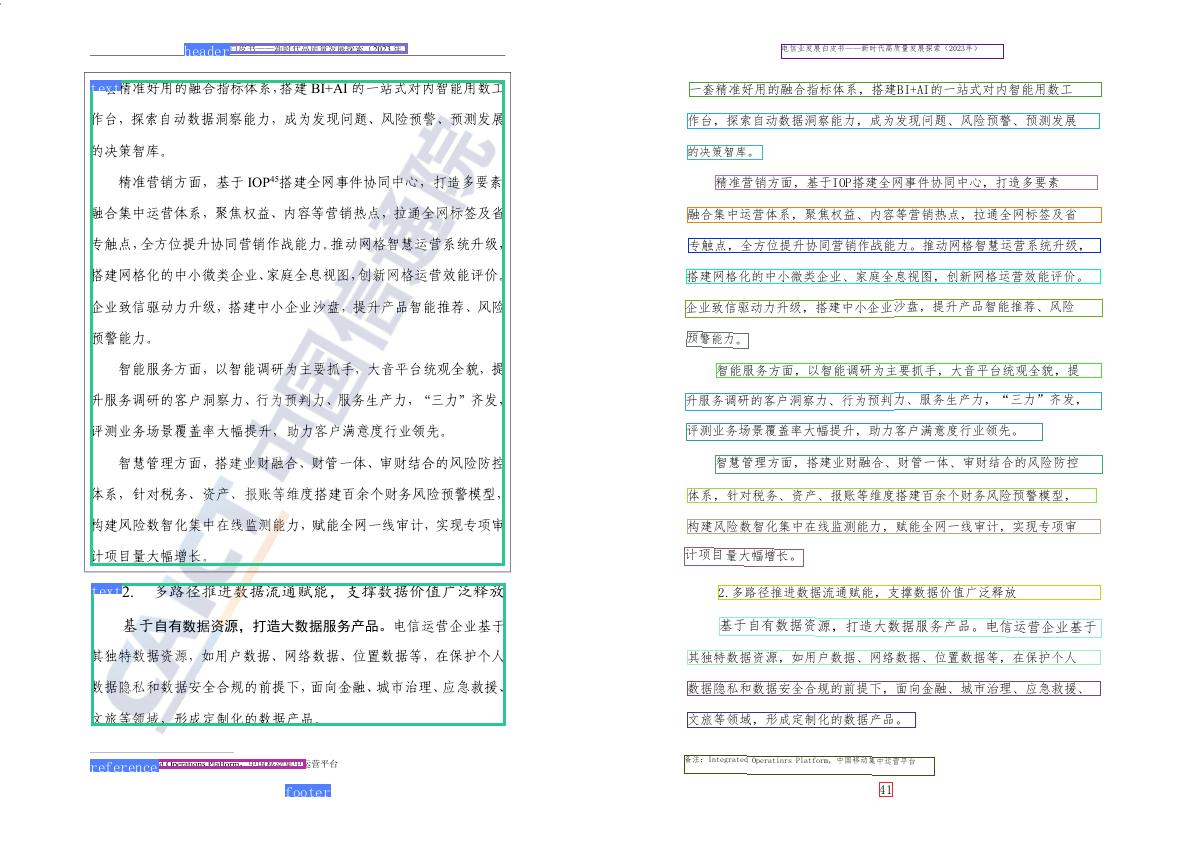 header
白皮书——新时代高质量发展探索（2023 年）
text
套精准好用的融合指标体系，搭建 BI+AI 的一站式对内智能用数工
作台，探索自动数据洞察能力，成为发现问题、风险预警、预测发展
的决策智库。
精准营销方面，基于 IOP45搭建全网事件协同中心，打造多要素
融合集中运营体系，聚焦权益、内容等营销热点，拉通全网标签及省
专触点，全方位提升协同营销作战能力。推动网格智慧运营系统升级，
搭建网格化的中小微类企业、家庭全息视图，创新网格运营效能评价。
企业致信驱动力升级，搭建中小企业沙盘，提升产品智能推荐、风险
预警能力。
智能服务方面，以智能调研为主要抓手，大音平台统观全貌，提
升服务调研的客户洞察力、行为预判力、服务生产力，“三力”齐发，
评测业务场景覆盖率大幅提升，助力客户满意度行业领先。
智慧管理方面，搭建业财融合、财管一体、审财结合的风险防控
体系，针对税务、资产、报账等维度搭建百余个财务风险预警模型，
构建风险数智化集中在线监测能力，赋能全网一线审计，实现专项审
计项目量大幅增长。
text
2. 多路径推进数据流通赋能，支撑数据价值广泛释放
基于自有数据资源，打造大数据服务产品。电信运营企业基于
其独特数据资源，如用户数据、网络数据、位置数据等，在保护个人
数据隐私和数据安全合规的前提下，面向金融、城市治理、应急救援、
文旅等领域，形成定制化的数据产品。
reference
d Operations Platform，中国移动集中运营平台
footer
CAICT 中国信通院
电信业发展白皮书——新时代高质量发展探索（2023年）
一套精准好用的融合指标体系，搭建BI+AI的一站式对内智能用数工
作台，探索自动数据洞察能力，成为发现问题、风险预警、预测发展
的决策智库。
精准营销方面，基于IOP搭建全网事件协同中心，打造多要素
融合集中运营体系，聚焦权益、内容等营销热点，拉通全网标签及省
专触点，全方位提升协同营销作战能力。推动网格智慧运营系统升级，
搭建网格化的中小微类企业、家庭全息视图，创新网格运营效能评价。
企业致信驱动力升级，搭建中小企业沙盘，提升产品智能推荐、风险
预警能力。
智能服务方面，以智能调研为主要抓手，大音平台统观全貌，提
升服务调研的客户洞察力、行为预判力、服务生产力，“三力”齐发，
评测业务场景覆盖率大幅提升，助力客户满意度行业领先。
智慧管理方面，搭建业财融合、财管一体、审财结合的风险防控
体系，针对税务、资产、报账等维度搭建百余个财务风险预警模型，
构建风险数智化集中在线监测能力，赋能全网一线审计，实现专项审
计项目量大幅增长。
2.多路径推进数据流通赋能，支撑数据价值广泛释放
基于自有数据资源，打造大数据服务产品。电信运营企业基于
其独特数据资源，如用户数据、网络数据、位置数据等，在保护个人
数据隐私和数据安全合规的前提下，面向金融、城市治理、应急救援、
文旅等领域，形成定制化的数据产品。
备注：Integrated Operatinrs Platform，中国移动集中运营平台
41